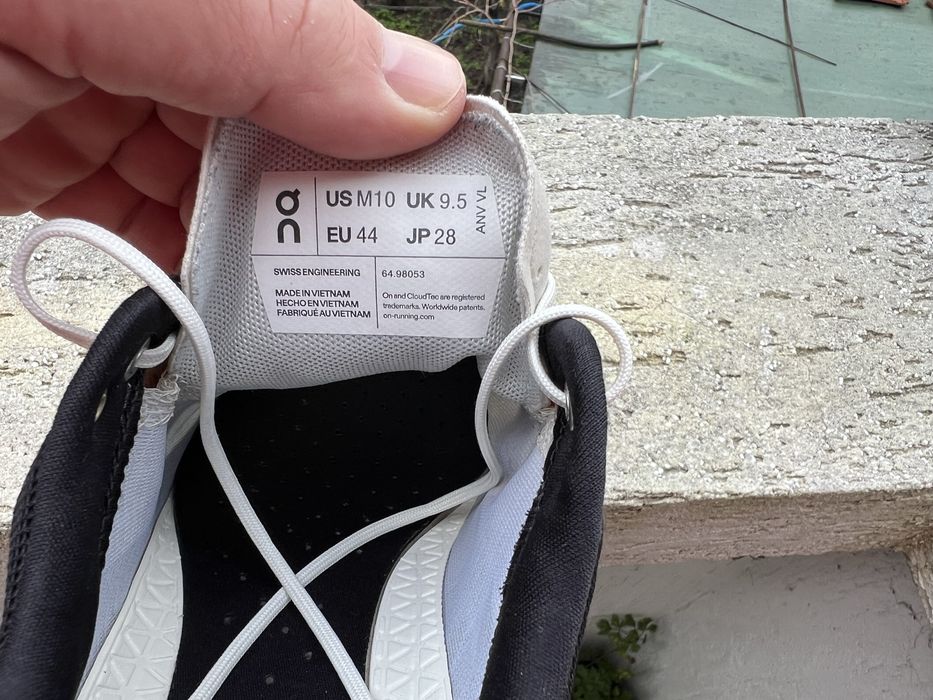 US M10 UK 9.5
EU 44 JP 28
ANV VL
SWISS ENGINEERING
MADE IN VIETNAM
HECHO EN VIETNAM
FABRIQUÉ AU VIETNAM
64.98053
On and CloudTec are registered
trademarks. Worldwide patents.
on-running.com